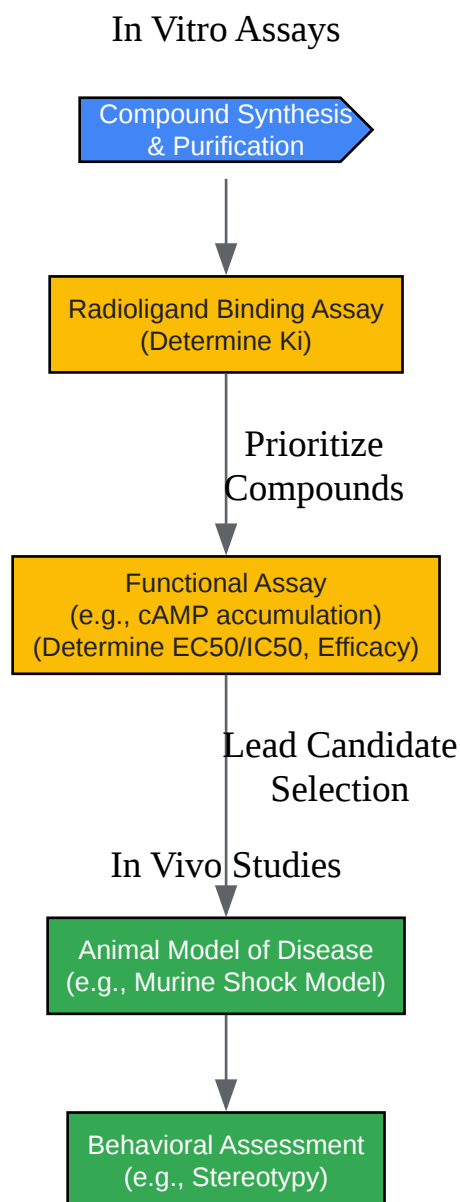 In Vitro Assays
Compound Synthesis
& Purification
Radioligand Binding Assay
(Determine Ki)
Prioritize
Compounds
Functional Assay
(e.g., cAMP accumulation)
(Determine EC50/IC50, Efficacy)
Lead Candidate
Selection
In Vivo Studies
Animal Model of Disease
(e.g., Murine Shock Model)
Behavioral Assessment
(e.g., Stereotypy)